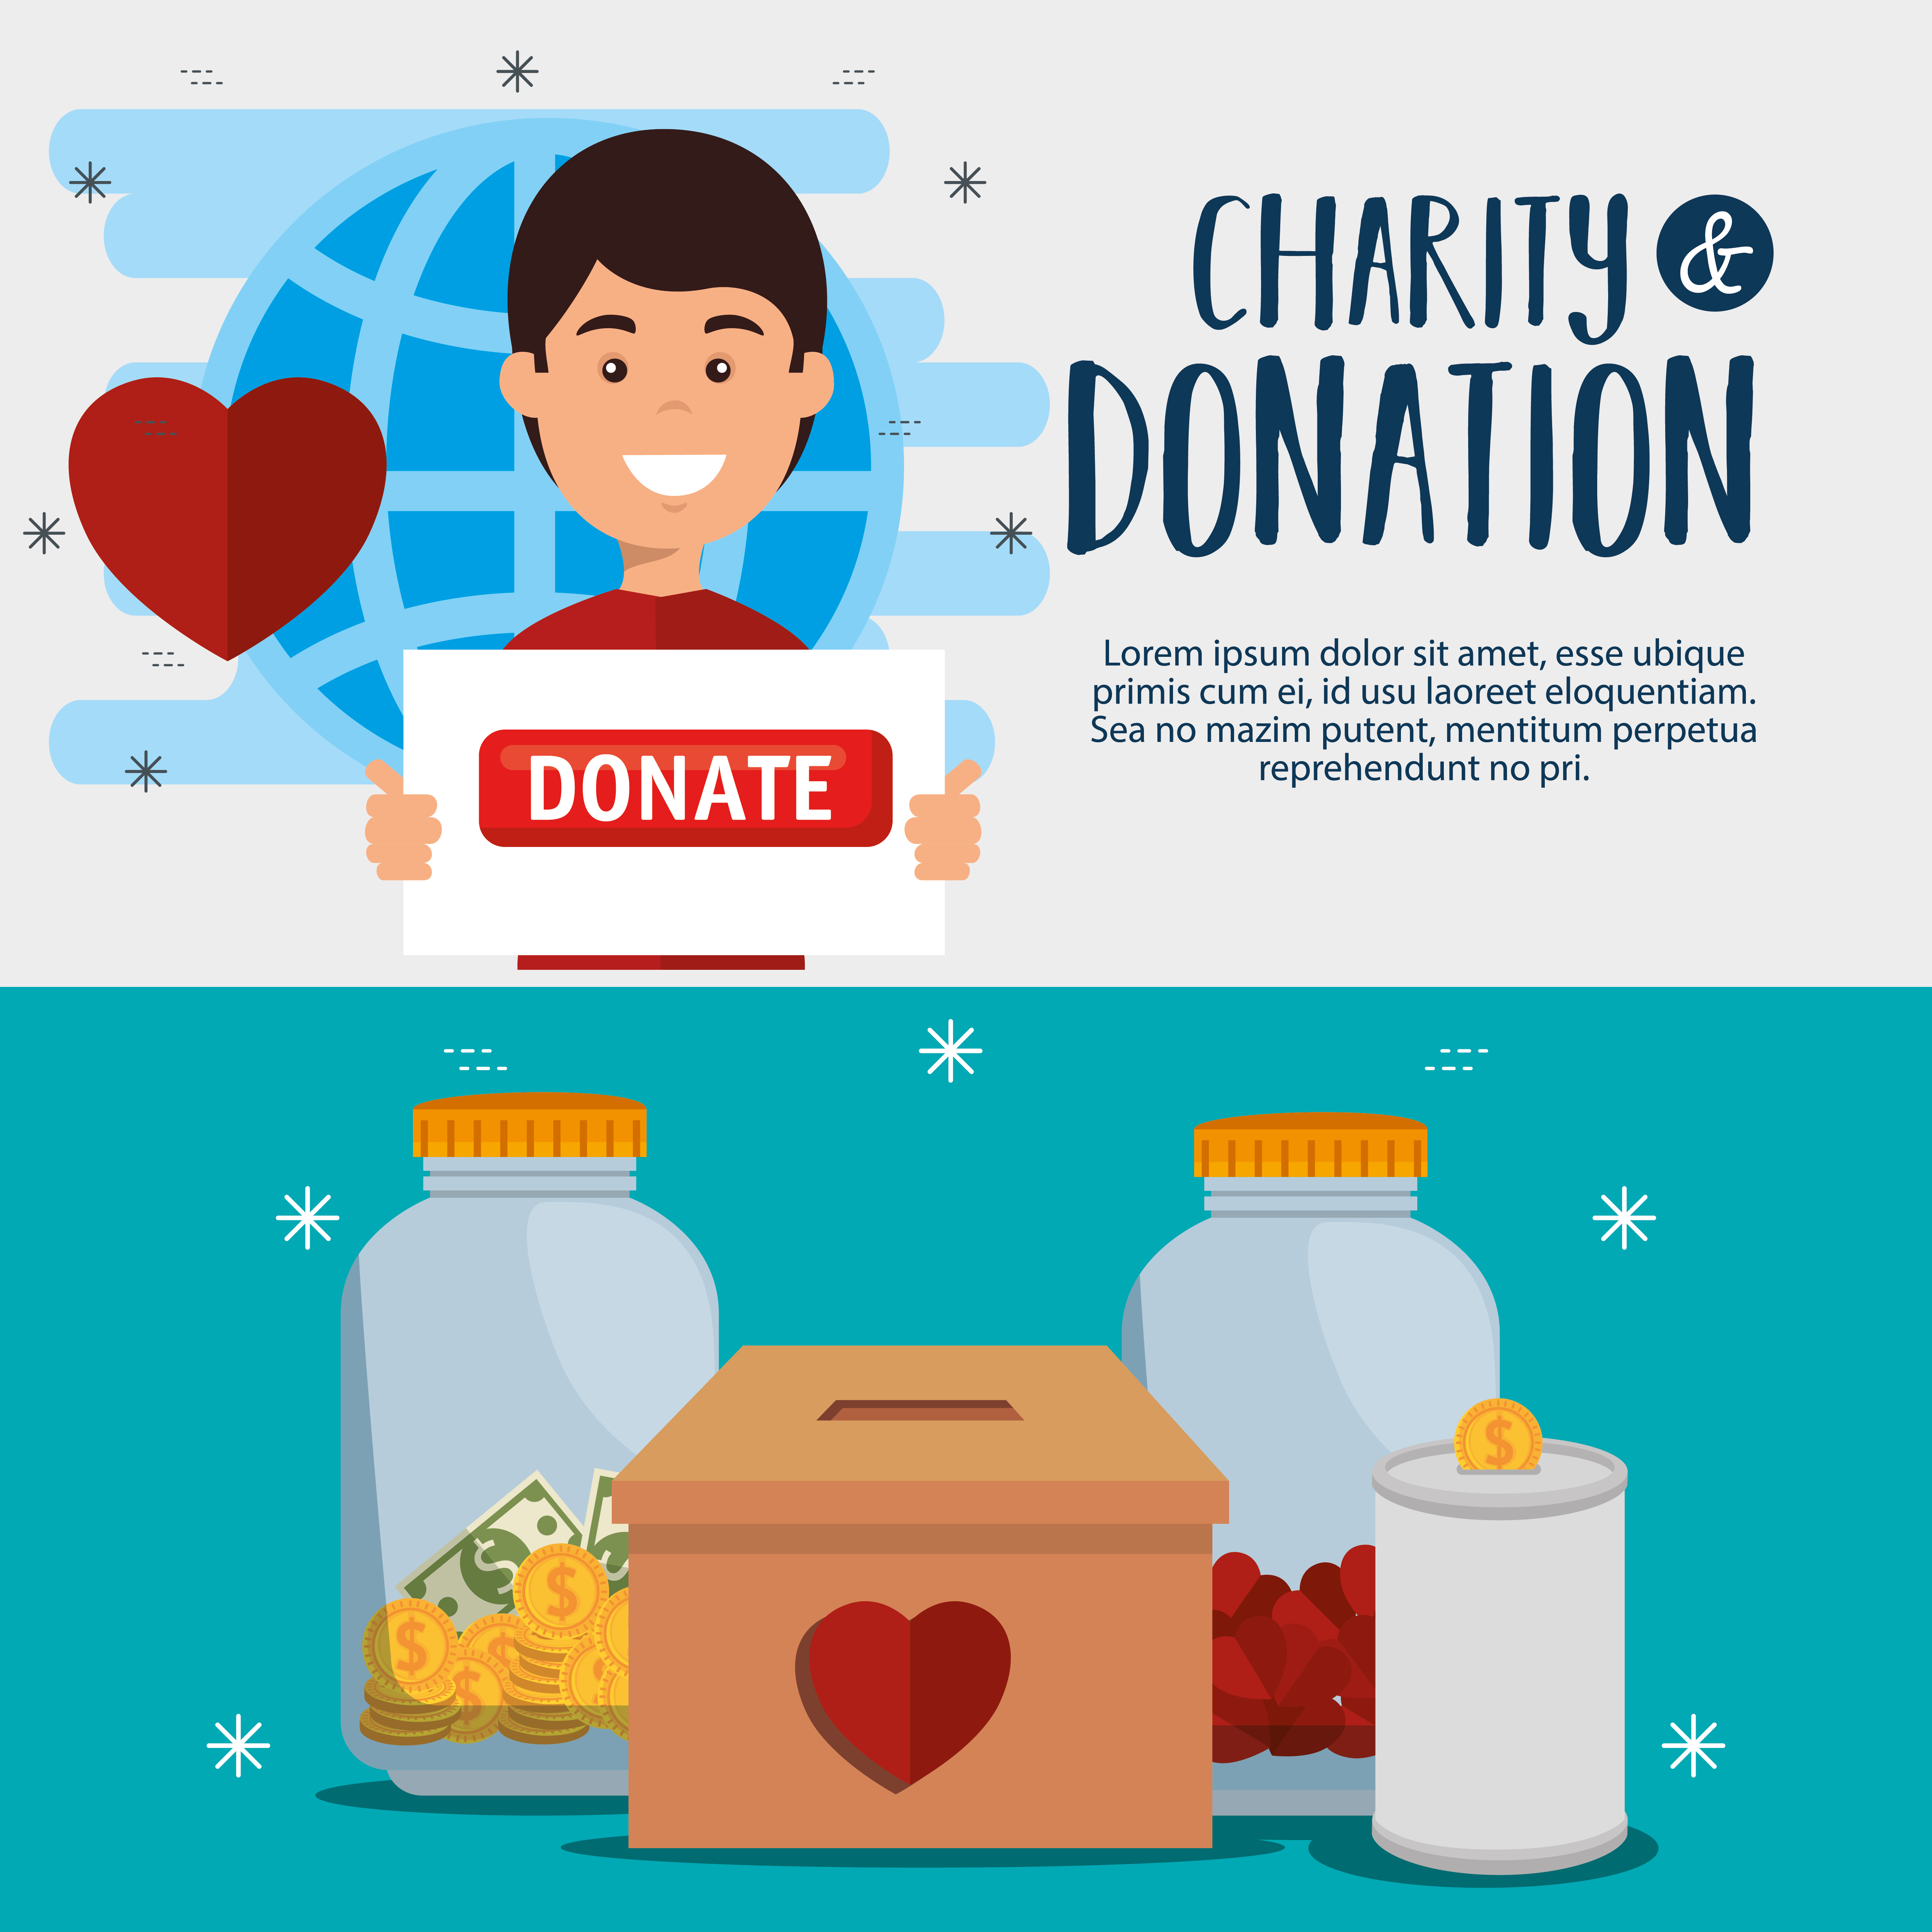 CHARITY &
DONATION
Lorem ipsum dolor sit amet, esse ubique
primis cum ei, id usu laoreet eloquentiam.
Sea no mazim putent, mentitum perpetua
reprehendunt no pri.
DONATE
$
$
$
$
$
$
$